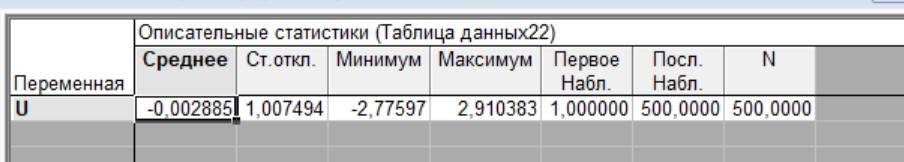 Описательные статистики (Таблица данных22)
Переменная Среднее Ст.откл. Минимум Максимум Первое Набл. Посл. Набл. N
U -0,002885 1,007494 -2,77597 2,910383 1,000000 500,0000 500,0000